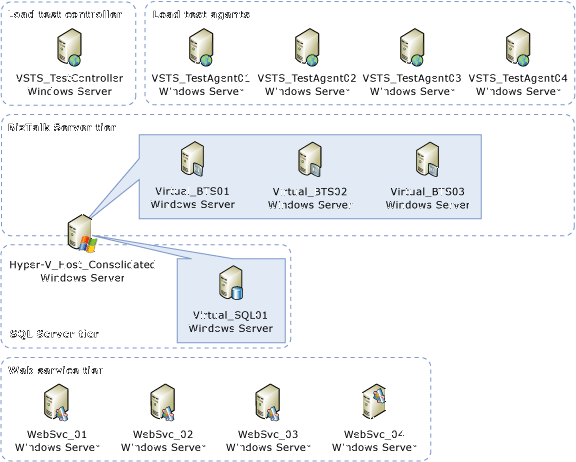 Load test controller
VSTS_TestController
Windows Server
Load test agents
VSTS_TestAgent01
Windows Server
VSTS_TestAgent02
Windows Server
VSTS_TestAgent03
Windows Server
VSTS_TestAgent04
Windows Server
BizTalk Server tier
Virtual_BTS01
Windows Server
Virtual_BTS02
Windows Server
Virtual_BTS03
Windows Server
Hyper-V_Host_Consolidated
Windows Server
Virtual_SQL01
Windows Server
SQL Server tier
Web service tier
WebSvc_01
Windows Server
WebSvc_02
Windows Server
WebSvc_03
Windows Server
WebSvc_04
Windows Server